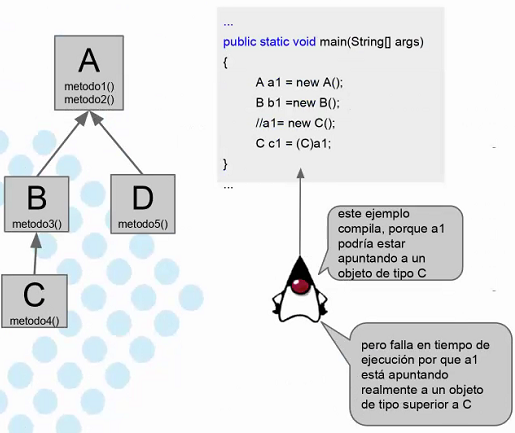 A
metodo1()
metodo2()
B
metodo3()
D
metodo5()
C
metodo4()
...
public static void main(String[] args)
{
A a1 = new A();
B b1 =new B();
//a1= new C();
C c1 = (C)a1;
}
...
este ejemplo
compila, porque a1
podría estar
apuntando a un
objeto de tipo C
pero falla en tiempo de
ejecución por que a1
está apuntando
realmente a un objeto
de tipo superior a C